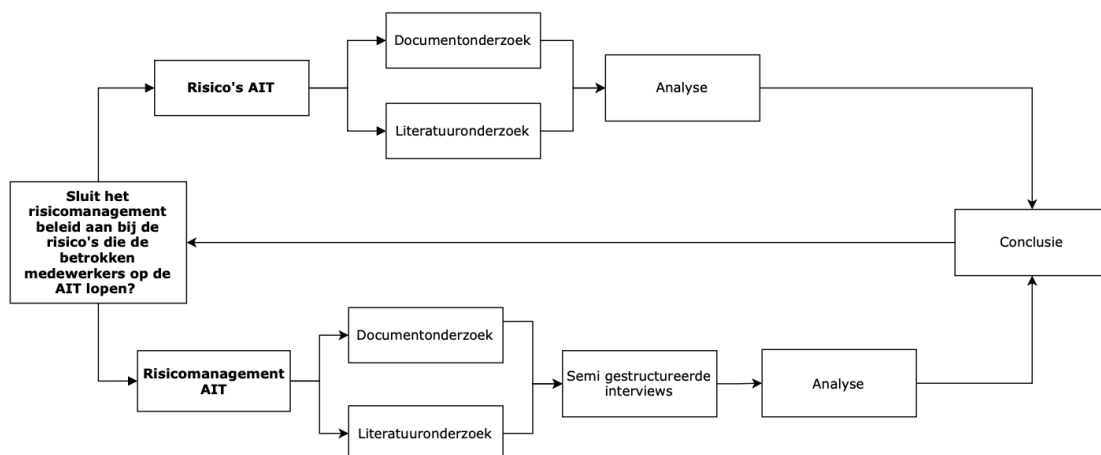 Documentonderzoek
Risico's AIT
Analyse
Literatuuronderzoek
Sluit het
risicomanagement
beleid aan bij de
risico's die de
betrokken
medewerkers op de
AIT lopen?
Conclusie
Documentonderzoek
Risicomanagement
AIT
Semi gestructureerde
interviews
Analyse
Literatuuronderzoek